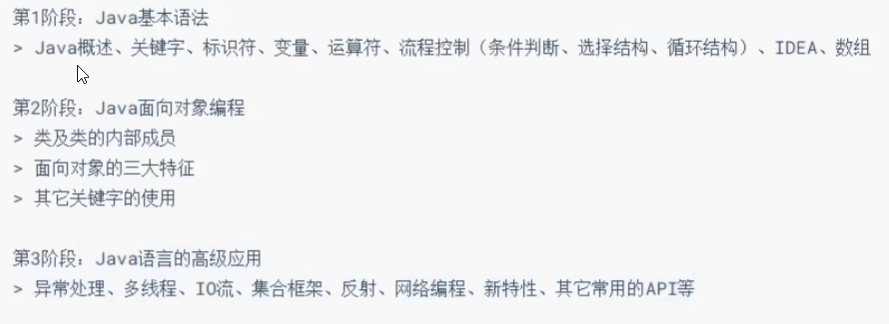 第1阶段：Java基本语法
> Java概述、关键字、标识符、变量、运算符、流程控制（条件判断、选择结构、循环结构）、IDEA、数组
第2阶段：Java面向对象编程
> 类及类的内部成员
> 面向对象的三大特征
> 其它关键字的使用
第3阶段：Java语言的高级应用
> 异常处理、多线程、IO流、集合框架、反射、网络编程、新特性、其它常用的API等